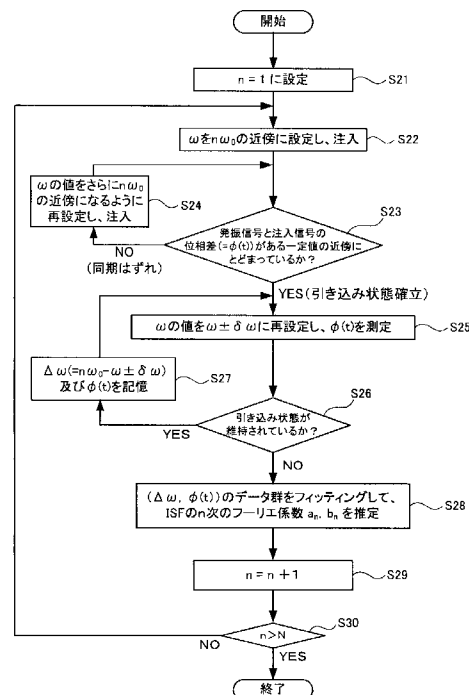 開始
n = 1 に設定
S21
ωをnω₀の近傍に設定し、注入
S22
ωの値をさらにnω₀
の近傍になるように
再設定し、注入
S24
発振信号と注入信号の
位相差(=φ(t))がある一定値の近傍に
とどまっているか?
S23
NO
(同期はずれ)
YES(引き込み状態確立)
ωの値をω±δωに再設定し、φ(t)を測定
S25
Δω(=nω₀-ω±δω)
及びφ(t)を記憶
S27
引き込み状態が
維持されているか?
S26
YES
NO
(Δω, φ(t))のデータ群をフィッティングして、
ISFのn次のフーリエ係数 aₙ, bₙ を推定
S28
n = n + 1
S29
n>N
S30
NO
YES
終了